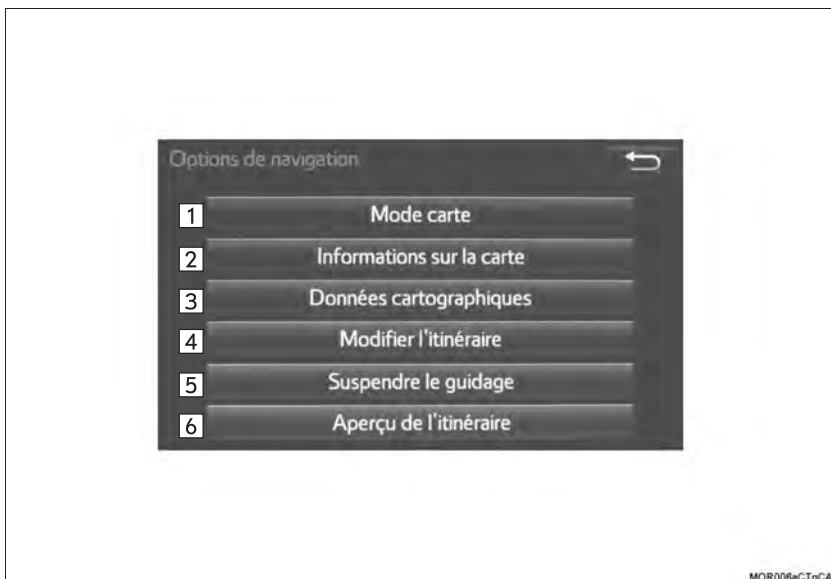 Options de navigation
1 Mode carte
2 Informations sur la carte
3 Données cartographiques
4 Modifier l'itinéraire
5 Suspendre le guidage
6 Aperçu de l'itinéraire